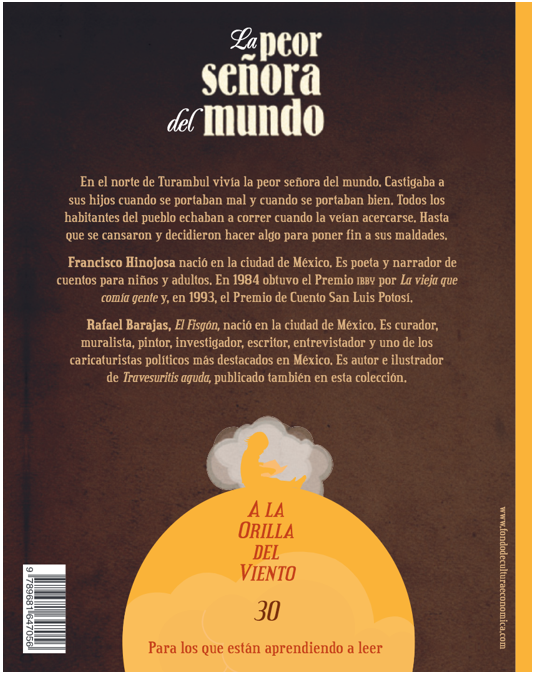 La peor
señora
del mundo
En el norte de Turambul vivía la peor señora del mundo. Castigaba a
sus hijos cuando se portaban mal y cuando se portaban bien. Todos los
habitantes del pueblo echaban a correr cuando la veían acercarse. Hasta
que se cansaron y decidieron hacer algo para poner fin a sus maldades.
Francisco Hinojosa nació en la ciudad de México. Es poeta y narrador de
cuentos para niños y adultos. En 1984 obtuvo el Premio IBBY por La vieja que
comía gente y, en 1993, el Premio de Cuento San Luis Potosí.
Rafael Barajas, El Fisgón, nació en la ciudad de México. Es curador,
muralista, pintor, investigador, escritor, entrevistador y uno de los
caricaturistas políticos más destacados en México. Es autor e ilustrador
de Travesuritis aguda, publicado también en esta colección.
A LA
ORILLA
DEL
VIENTO
30
Para los que están aprendiendo a leer
www.fondodeculturaeconomica.com
9 789681 647056